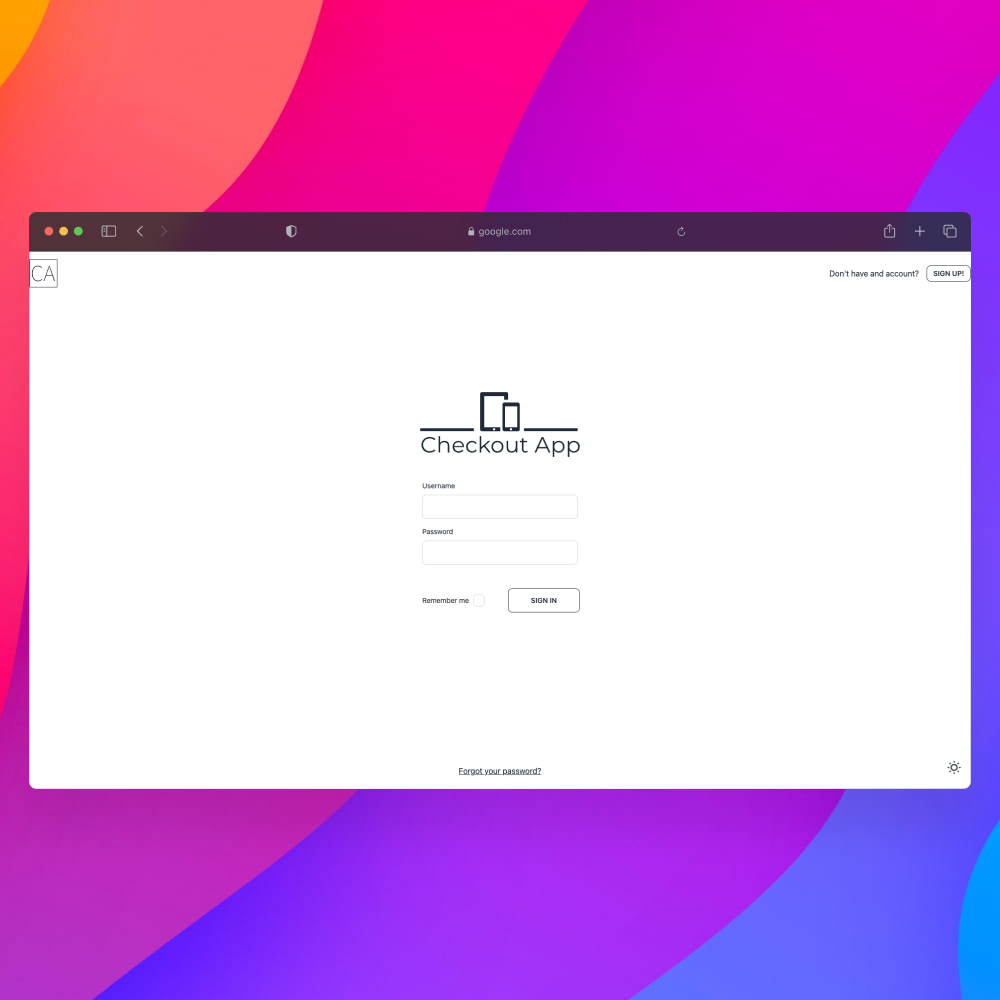 google.com
CA
Don't have and account?
SIGN UP!
Checkout App
Username
Password
Remember me
SIGN IN
Forgot your password?